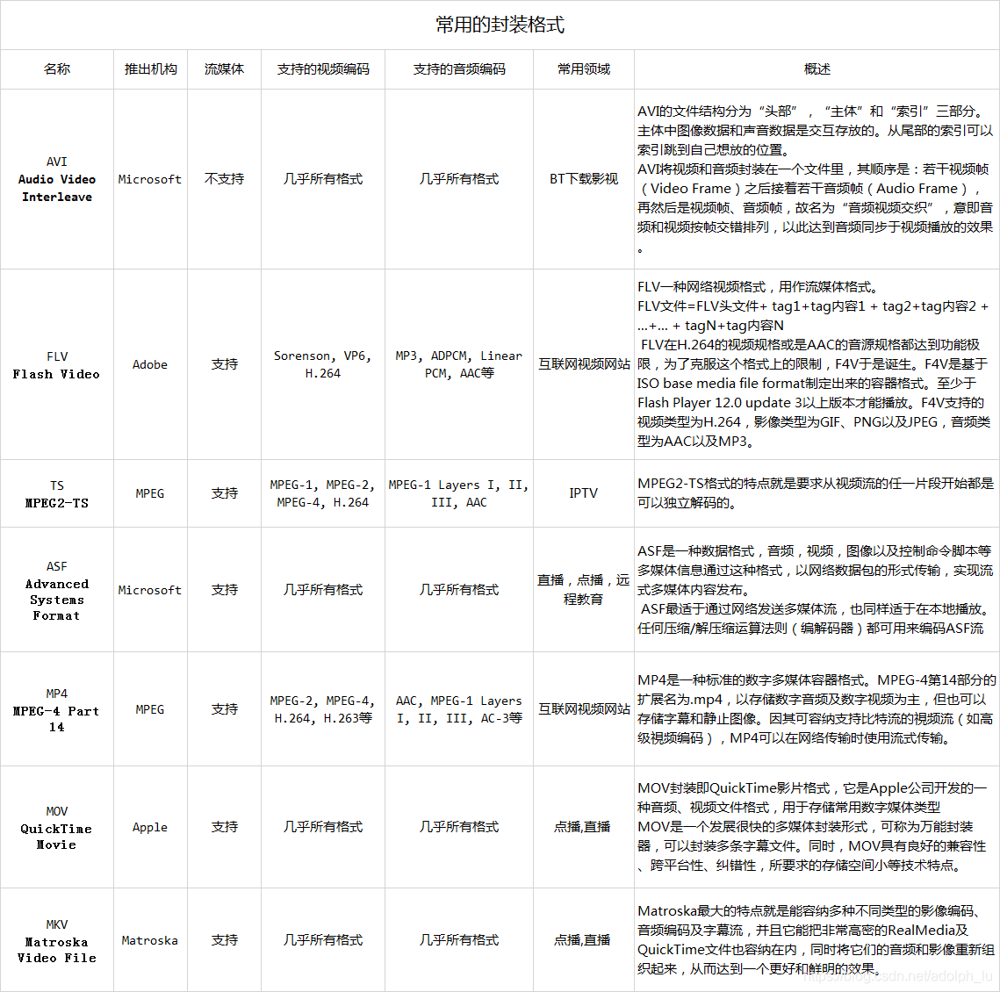 常用的封装格式
名称 推出机构 流媒体 支持的视频编码 支持的音频编码 常用领域 概述
AVI
Audio Video
Interleave
Microsoft
不支持
几乎所有格式
几乎所有格式
BT下载影视
AVI的文件结构分为“头部”，“主体”和“索引”三部分。
主体中图像数据和声音数据是交互存放的。从尾部的索引可以
索引跳到自己想放的位置。
AVI将视频和音频封装在一个文件里，其顺序是：若干视频帧
（Video Frame）之后接着若干音频帧（Audio Frame），
再然后是视频帧、音频帧，故名为“音频视频交织”，意即音
频和视频按帧交错排列，以此达到音频同步于视频播放的效果
。
FLV
Flash Video
Adobe
支持
Sorenson, VP6,
H.264
MP3, ADPCM, Linear
PCM, AAC等
互联网视频网站
FLV一种网络视频格式，用作流媒体格式。
FLV文件=FLV头文件+ tag1+tag内容1 + tag2+tag内容2 +
...+... + tagN+tag内容N
FLV在H.264的视频规格或是AAC的音源规格都达到功能极
限，为了克服这个格式上的限制，F4V于是诞生。F4V是基于
ISO base media file format制定出来的容器格式。至少于
Flash Player 12.0 update 3以上版本才能播放。F4V支持的
视频类型为H.264，影像类型为GIF、PNG以及JPEG，音频类
型为AAC以及MP3。
TS
MPEG2-TS
MPEG
支持
MPEG-1, MPEG-2,
MPEG-4, H.264
MPEG-1 Layers I, II,
III, AAC
IPTV
MPEG2-TS格式的特点就是要求从视频流的任一片段开始都是
可以独立解码的。
ASF
Advanced
Systems
Format
Microsoft
支持
几乎所有格式
几乎所有格式
直播，点播，远
程教育
ASF是一种数据格式，音频，视频，图像以及控制命令脚本等
多媒体信息通过这种格式，以网络数据包的形式传输，实现流
式多媒体内容发布。
ASF最适于通过网络发送多媒体流，也同样适于在本地播放。
任何压缩/解压缩运算法则（编解码器）都可用来编码ASF流
MP4
MPEG-4 Part
14
MPEG
支持
MPEG-2, MPEG-4,
H.264, H.263等
AAC, MPEG-1 Layers
I, II, III, AC-3等
互联网视频网站
MP4是一种标准的数字多媒体容器格式。MPEG-4第14部分的
扩展名为.mp4，以存储数字音频及数字视频为主，但也可以
存储字幕和静止图像。因其可容纳支持比特流的視频流（如高
级視频编码），MP4可以在网络传输时使用流式传输。
MOV
QuickTime
Movie
Apple
支持
几乎所有格式
几乎所有格式
点播,直播
MOV封装即QuickTime影片格式，它是Apple公司开发的一
种音频、视频文件格式，用于存储常用数字媒体类型
MOV是一个发展很快的多媒体封装形式，可称为万能封装
器，可以封装多条字幕文件。同时，MOV具有良好的兼容性
、跨平台性、纠错性，所要求的存储空间小等技术特点。
MKV
Matroska
Video File
Matroska
支持
几乎所有格式
几乎所有格式
点播,直播
Matroska最大的特点就是能容纳多种不同类型的影像编码、
音频编码及字幕流，并且它能把非常高密的RealMedia及
QuickTime文件也容纳在内，同时将它们的音频和影像重新组
织起来，从而达到一个更好和鲜明的效果。
https://blog.csdn.net/adolph_lu